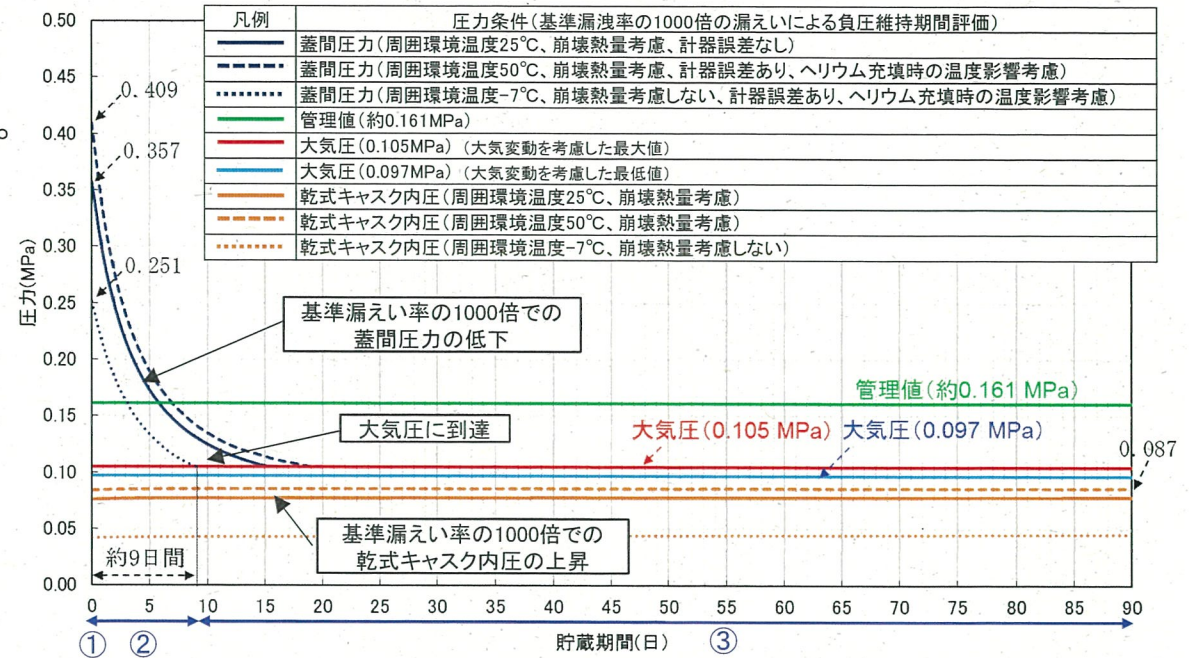 凡例 圧力条件(基準漏洩率の1000倍の漏えいによる負圧維持期間評価)
蓋間圧力(周囲環境温度25℃、崩壊熱量考慮、計器誤差なし)
蓋間圧力(周囲環境温度50℃、崩壊熱量考慮、計器誤差あり、ヘリウム充填時の温度影響考慮)
蓋間圧力(周囲環境温度-7℃、崩壊熱量考慮しない、計器誤差あり、ヘリウム充填時の温度影響考慮)
管理値(約0.161MPa)
大気圧(0.105MPa) (大気変動を考慮した最大値)
大気圧(0.097MPa) (大気変動を考慮した最低値)
乾式キャスク内圧(周囲環境温度25℃、崩壊熱量考慮)
乾式キャスク内圧(周囲環境温度50℃、崩壊熱量考慮)
乾式キャスク内圧(周囲環境温度-7℃、崩壊熱量考慮しない)
圧力(MPa)
0.50
0.45
0.40
0.35
0.30
0.25
0.20
0.15
0.10
0.05
0.00
0.409
0.357
0.251
基準漏えい率の1000倍での
蓋間圧力の低下
管理値(約0.161 MPa)
大気圧に到達
大気圧(0.105 MPa) 大気圧(0.097 MPa)
0.087
基準漏えい率の1000倍での
乾式キャスク内圧の上昇
約9日間
0 5 10 15 20 25 30 35 40 45 50 55 60 65 70 75 80 85 90
① ② ③
貯蔵期間(日)